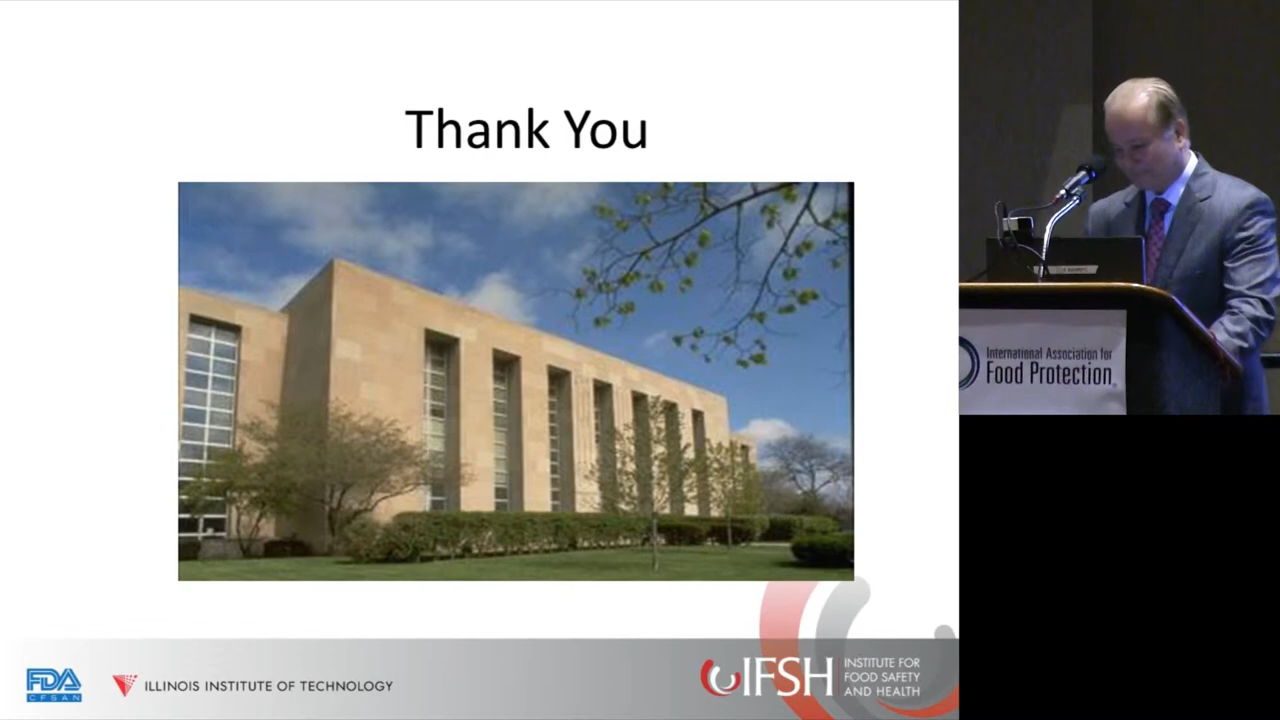 Thank You
FDA
CFSAN
ILLINOIS INSTITUTE OF TECHNOLOGY
IFSH
INSTITUTE FOR
FOOD SAFETY
AND HEALTH
International Association for
Food Protection